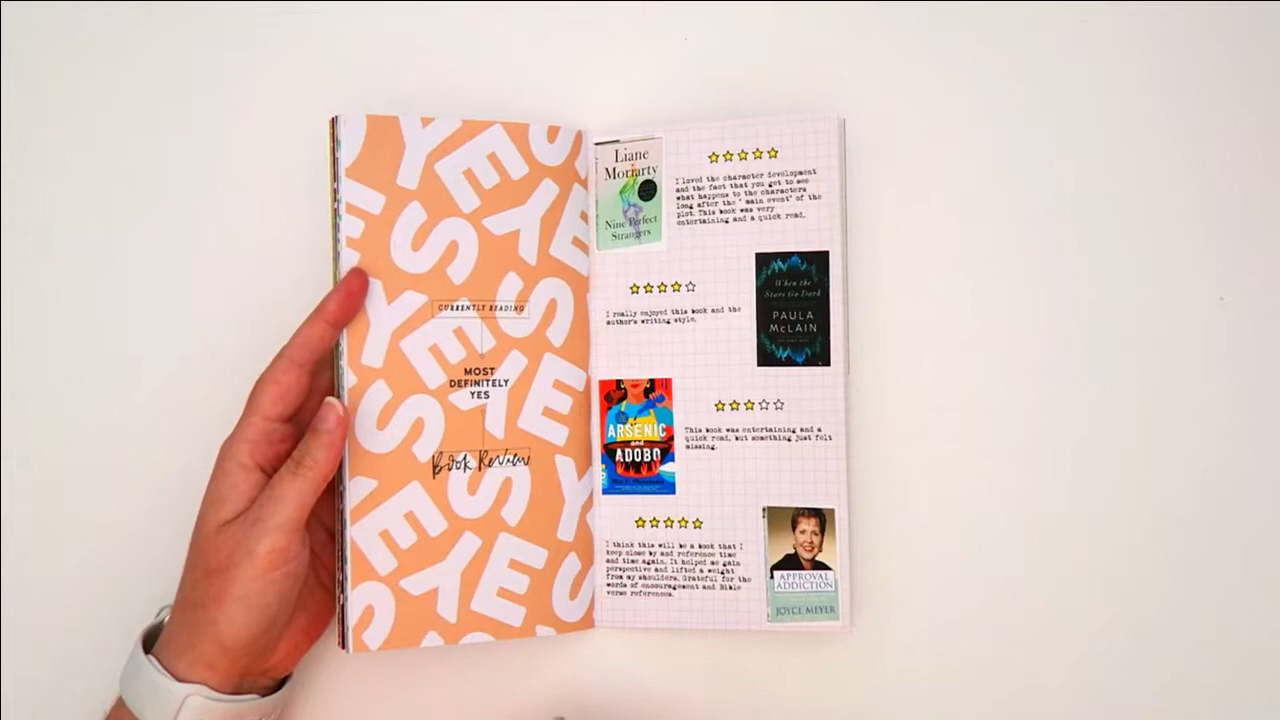 YES
YES
YES
YES
YES
YES
CURRENTLY READING
MOST
DEFINITELY
YES
Book Review
Liane
Moriarty
Nine Perfect
Strangers
I loved the character development
and the fact that you get to see
what happens to the characters
long after the " main event" of the
plot. This book was very
entertaining and a quick read.
I really enjoyed this book and the
author's writing style.
When the
Stars Go Dark
PAULA
McLAIN
ARSENIC
and
ADOBO
This book was entertaining and a
quick read, but something just felt
missing.
I think this will be a book that I
keep close by and reference time
and time again. It helped me gain
perspective and lifted a weight
from my shoulders. Grateful for the
words of encouragement and Bible
verse references.
APPROVAL
ADDICTION
JOYCE MEYER